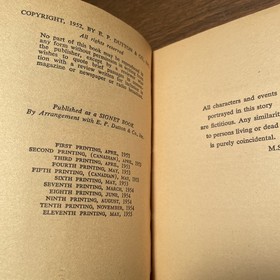 COPYRIGHT, 1952, BY E. P. DUTTON & CO., INC.
All rights reserved
No part of this book may be reproduced in
any form without permission in writing from
the publisher, except by a reviewer who
wishes to quote brief passages in connection
with a review written for inclusion in
magazine or newspaper or radio
Published as a SIGNET BOOK
By Arrangement with E. P. Dutton & Co., Inc.
FIRST PRINTING, APRIL, 1953
SECOND PRINTING (CANADIAN), APRIL, 1953
THIRD PRINTING, APRIL, 1953
FOURTH PRINTING, MAY, 1953
FIFTH PRINTING (CANADIAN), MAY, 1953
SIXTH PRINTING, MAY, 1953
SEVENTH PRINTING, MARCH,
EIGHTH PRINTING, JUNE, 1954
NINTH PRINTING, AUGUST, 1954
TENTH PRINTING, NOVEMBER, 1954
ELEVENTH PRINTING, MAY, 1955
All characters and events
portrayed in this story
are fictitious. Any similarity
to persons living or dead
is purely coincidental.
M.S